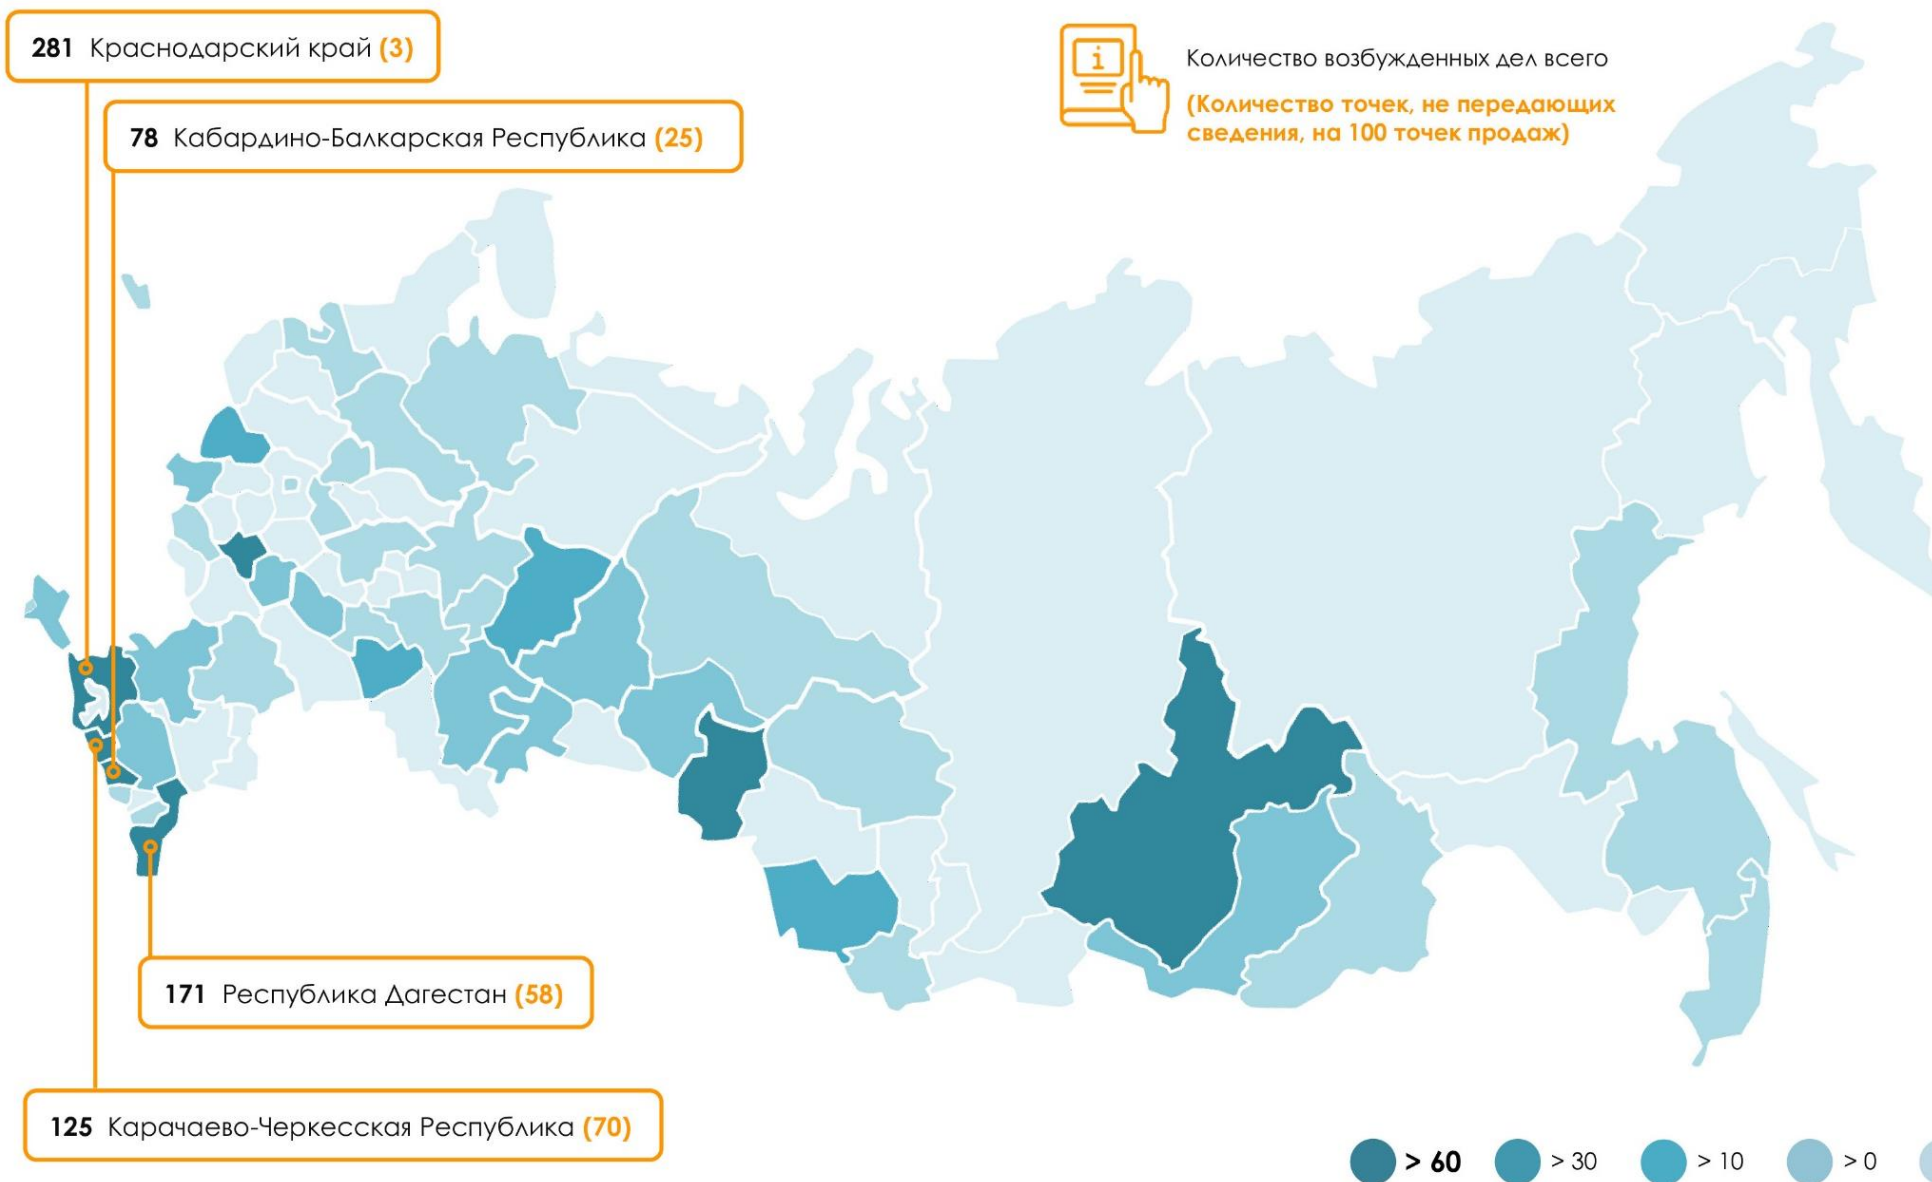 281 Краснодарский край (3)
78 Кабардино-Балкарская Республика (25)
i
Количество возбужденных дел всего
(Количество точек, не передающих
сведения, на 100 точек продаж)
171 Республика Дагестан (58)
125 Карачаево-Черкесская Республика (70)
> 60 > 30 > 10 > 0